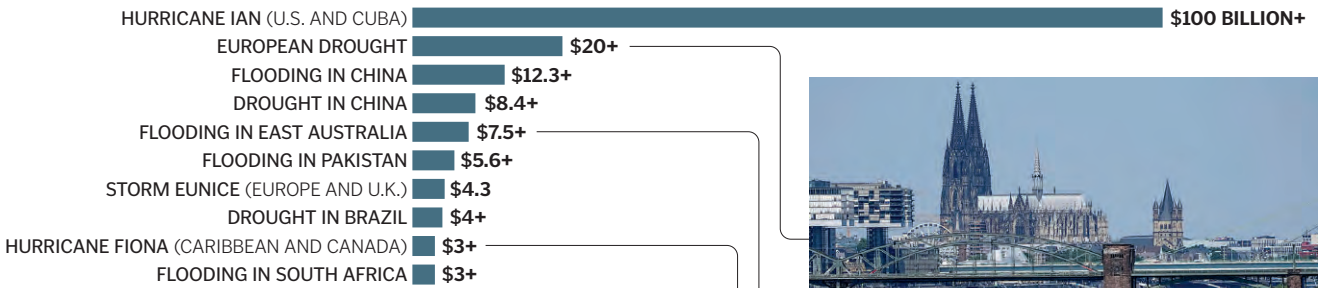 HURRICANE IAN (U.S. AND CUBA) $100 BILLION+
EUROPEAN DROUGHT $20+
FLOODING IN CHINA $12.3+
DROUGHT IN CHINA $8.4+
FLOODING IN EAST AUSTRALIA $7.5+
FLOODING IN PAKISTAN $5.6+
STORM EUNICE (EUROPE AND U.K.) $4.3
DROUGHT IN BRAZIL $4+
HURRICANE FIONA (CARIBBEAN AND CANADA) $3+
FLOODING IN SOUTH AFRICA $3+